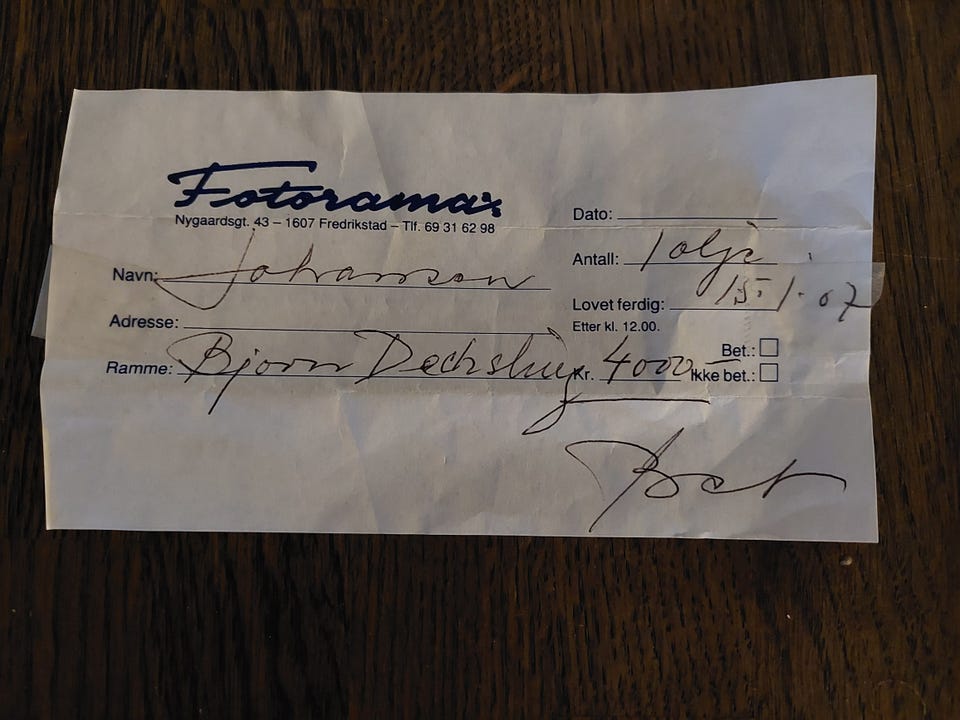 Fotorama
Nygaardsgt. 43 – 1607 Fredrikstad – Tlf. 69 31 62 98
Dato:
Navn: Johansson
Antall: 1 olje
Lovet ferdig: 15.1.07
Etter kl. 12.00.
Adresse:
Bet.:
Ramme: Bjørn
Kr. 4000 –
Ikke bet.: